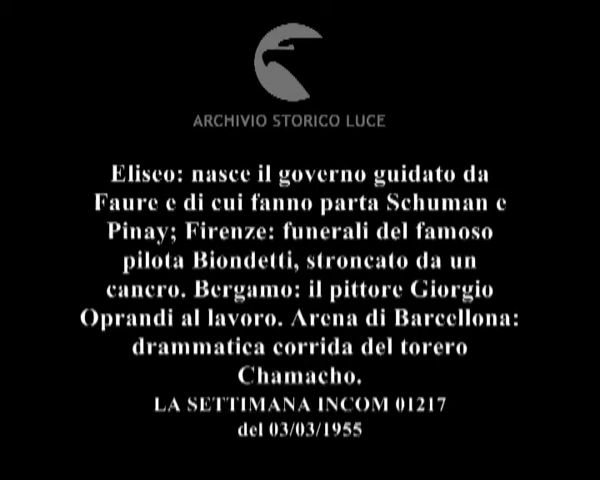 ARCHIVIO STORICO LUCE
Eliseo: nasce il governo guidato da
Faure e di cui fanno parta Schuman e
Pinay; Firenze: funerali del famoso
pilota Biondetti, stroncato da un
cancro. Bergamo: il pittore Giorgio
Oprandi al lavoro. Arena di Barcellona:
drammatica corrida del torero
Chamacho.
LA SETTIMANA INCOM 01217
del 03/03/1955